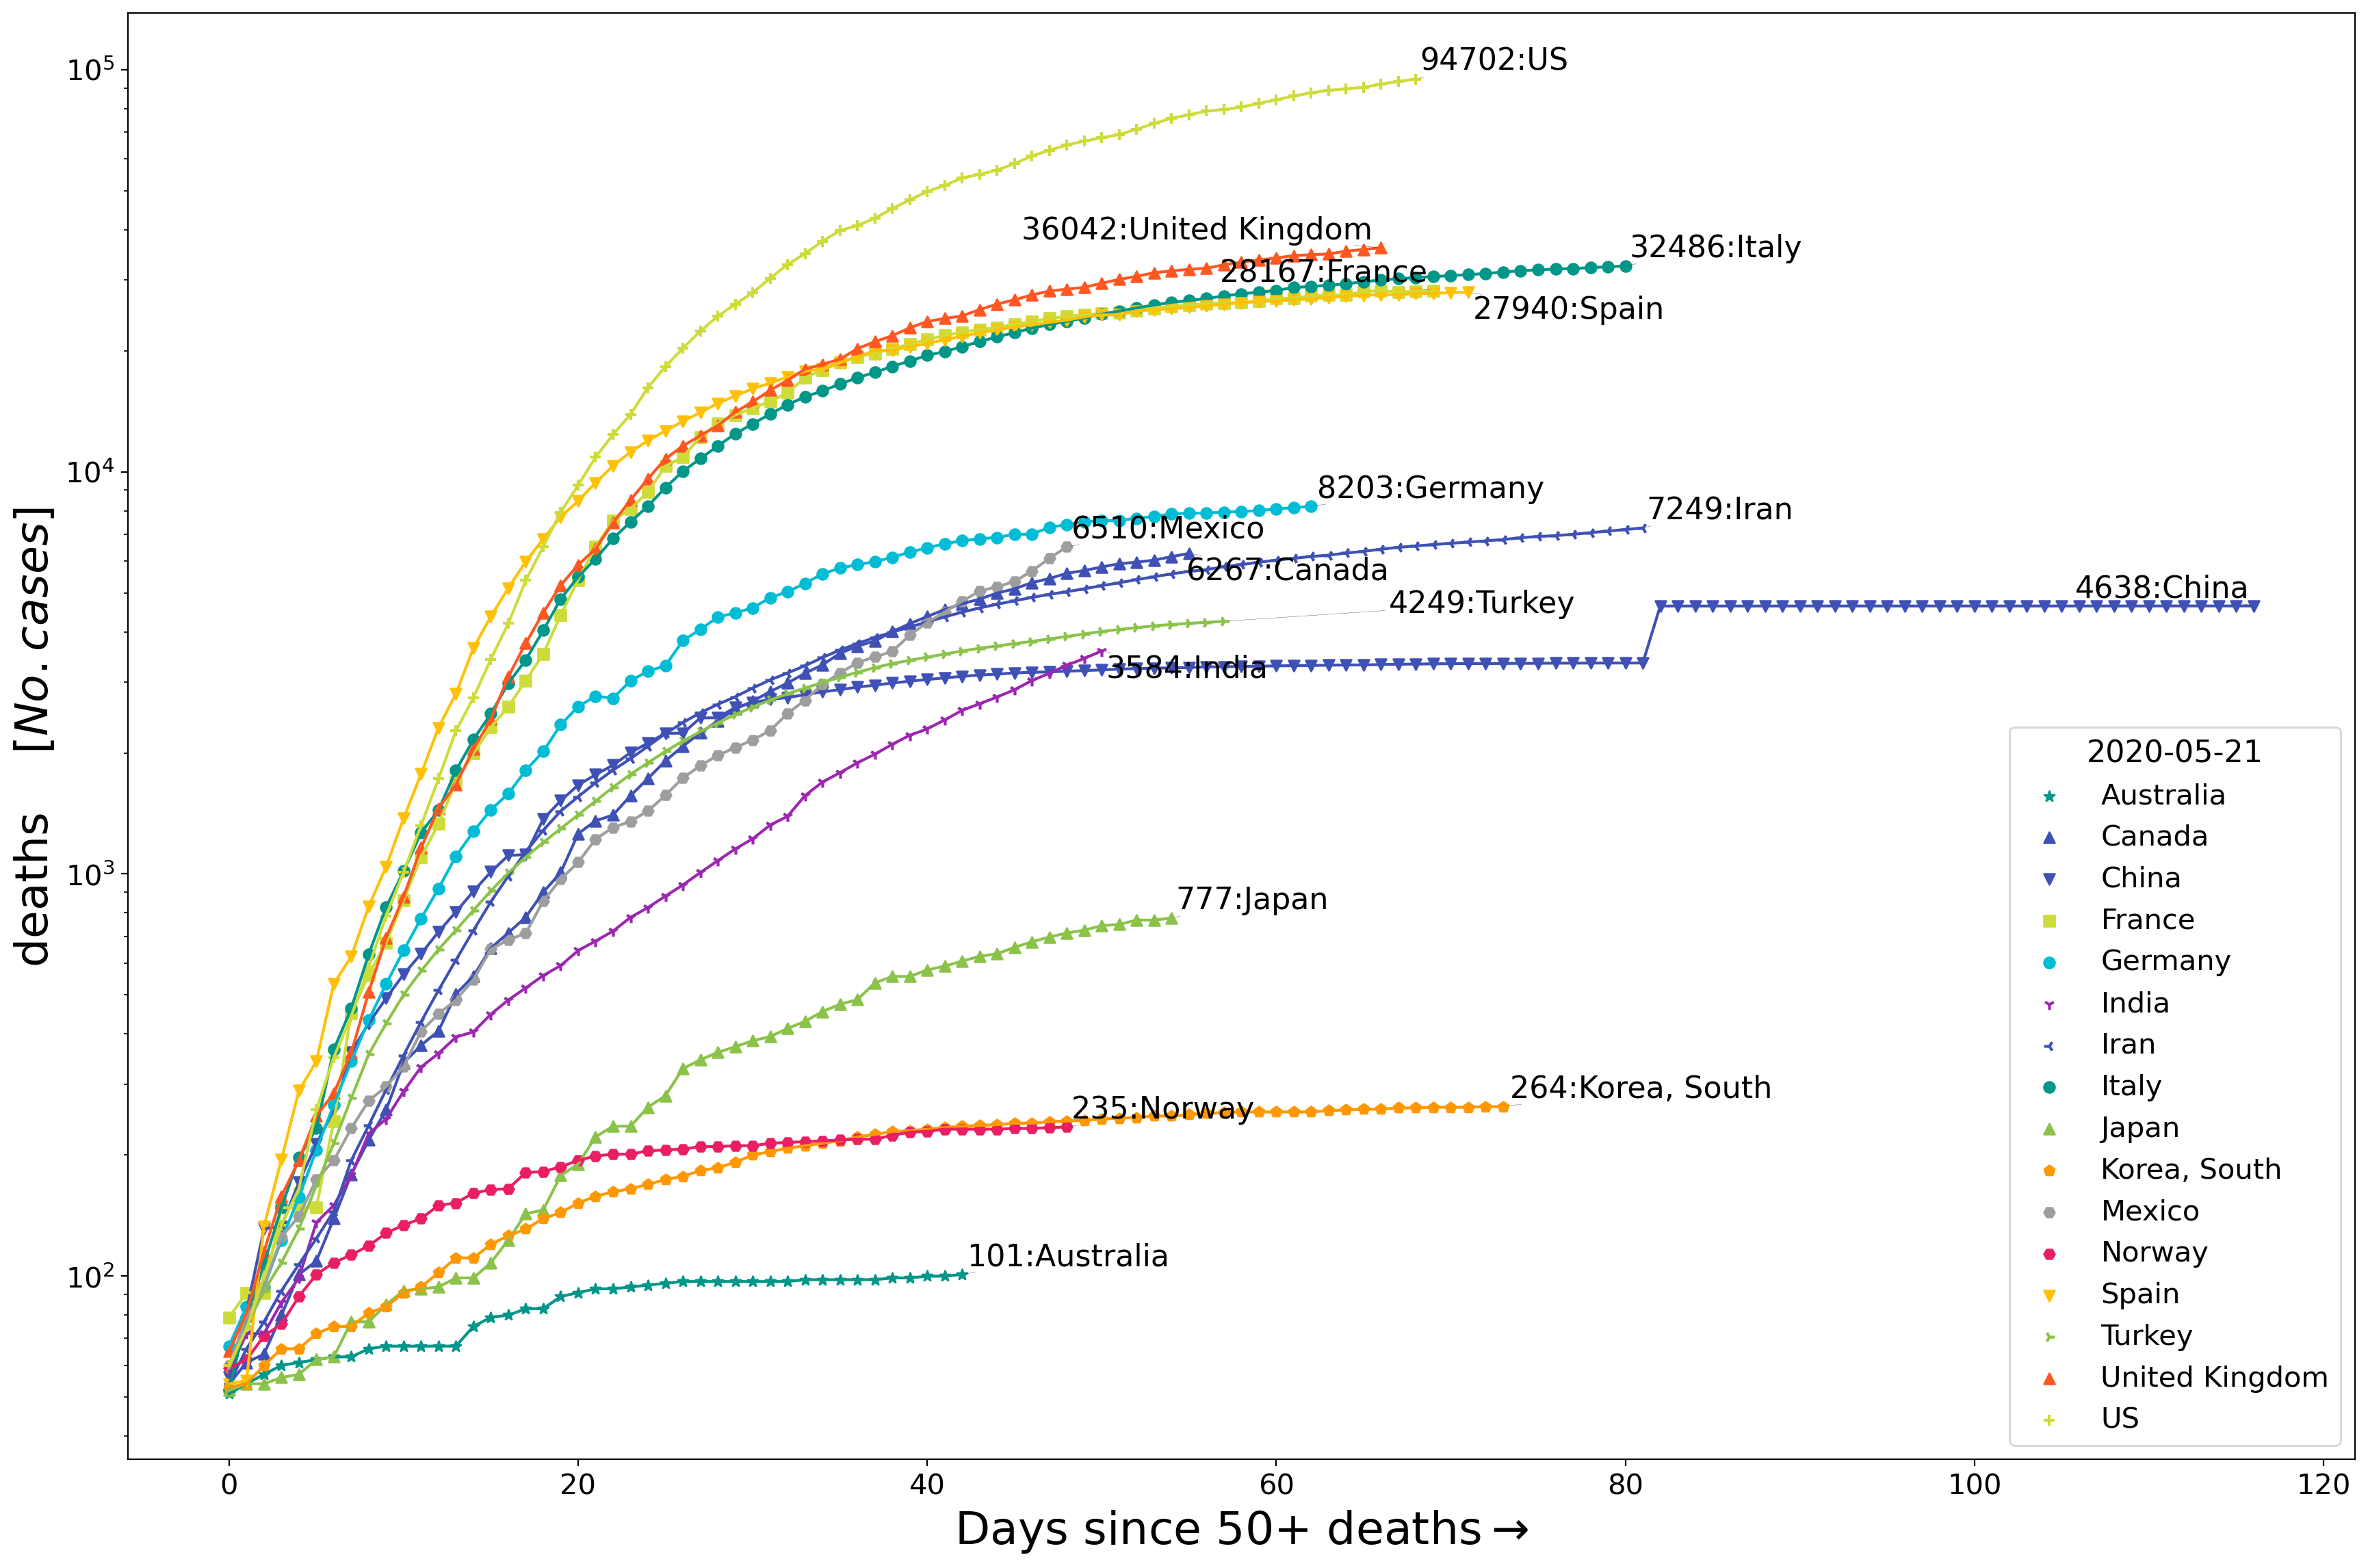 94702:US
36042:United Kingdom
32486:Italy
28167:France
27940:Spain
8203:Germany
7249:Iran
6510:Mexico
6267:Canada
4638:China
4249:Turkey
3584:India
777:Japan
264:Korea, South
235:Norway
101:Australia
10^5
10^4
10^3
10^2
deaths [No. cases]
0 20 40 60 80 100 120
Days since 50+ deaths→
2020-05-21
Australia
Canada
China
France
Germany
India
Iran
Italy
Japan
Korea, South
Mexico
Norway
Spain
Turkey
United Kingdom
US